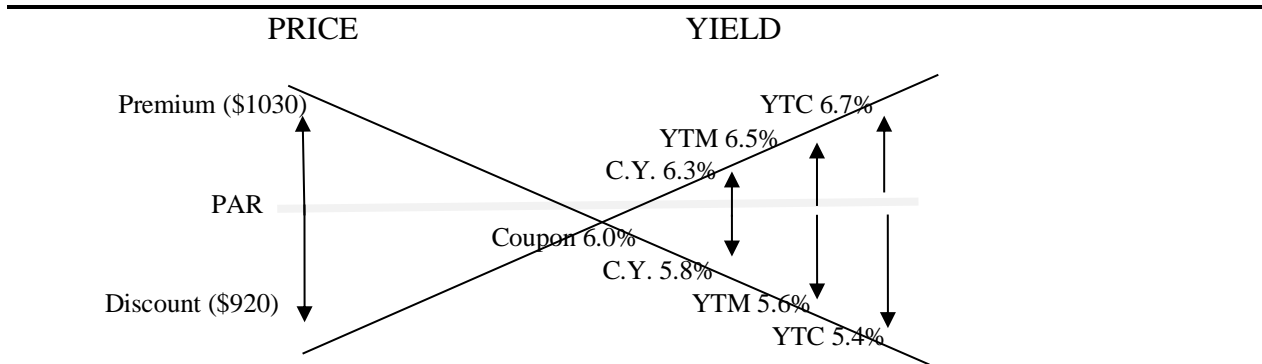 PRICE YIELD
Premium ($1030) YTC 6.7%
YTM 6.5%
C.Y. 6.3%
PAR
Coupon 6.0%
C.Y. 5.8%
Discount ($920) YTM 5.6%
YTC 5.4%